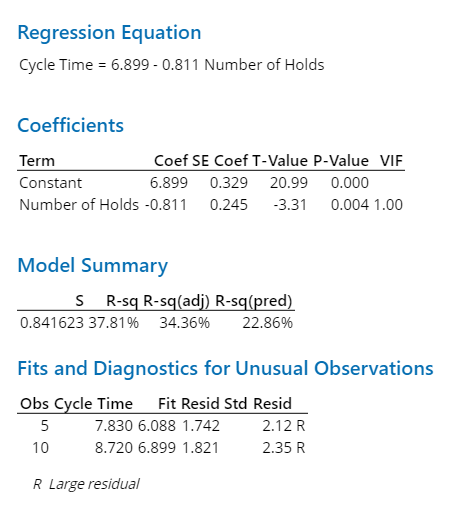 Regression Equation
Cycle Time = 6.899 - 0.811 Number of Holds
Coefficients
Term Coef SE Coef T-Value P-Value VIF
Constant 6.899 0.329 20.99 0.000
Number of Holds -0.811 0.245 -3.31 0.004 1.00
Model Summary
S R-sq R-sq(adj) R-sq(pred)
0.841623 37.81% 34.36% 22.86%
Fits and Diagnostics for Unusual Observations
Obs Cycle Time Fit Resid Std Resid
5 7.830 6.088 1.742 2.12 R
10 8.720 6.899 1.821 2.35 R
R Large residual